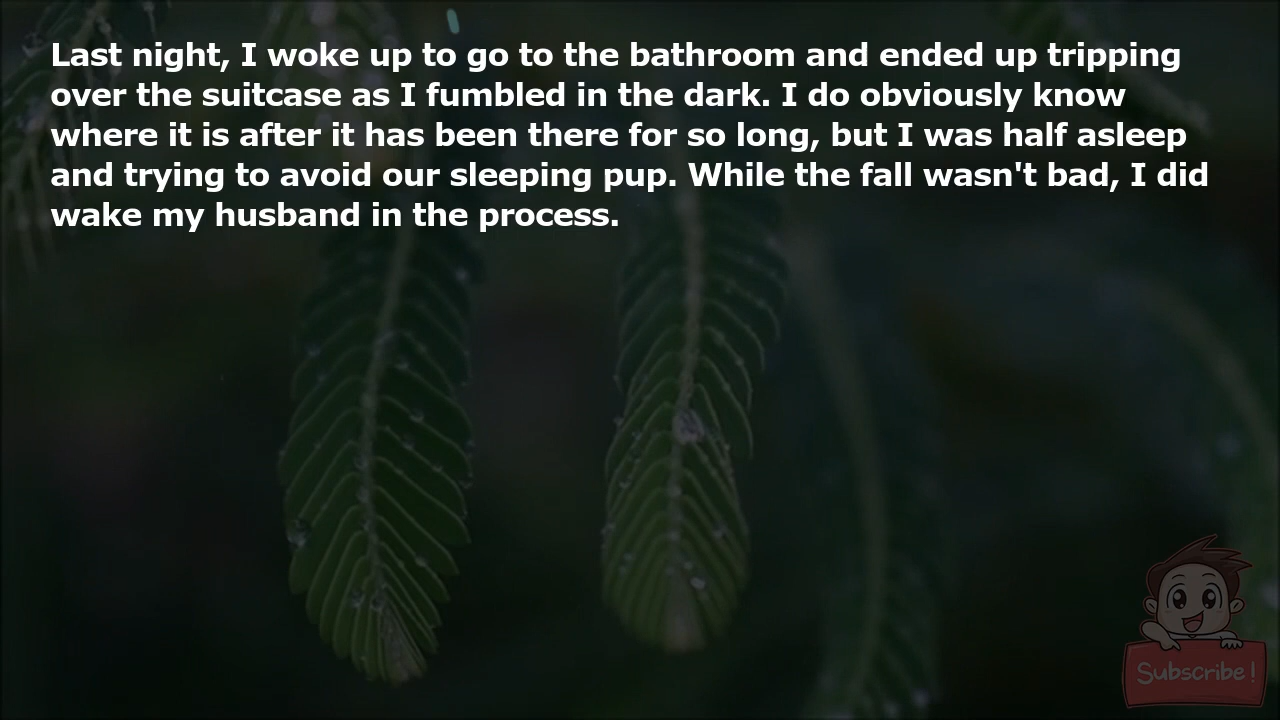 Last night, I woke up to go to the bathroom and ended up tripping
over the suitcase as I fumbled in the dark. I do obviously know
where it is after it has been there for so long, but I was half asleep
and trying to avoid our sleeping pup. While the fall wasn't bad, I did
wake my husband in the process.
Subscribe!